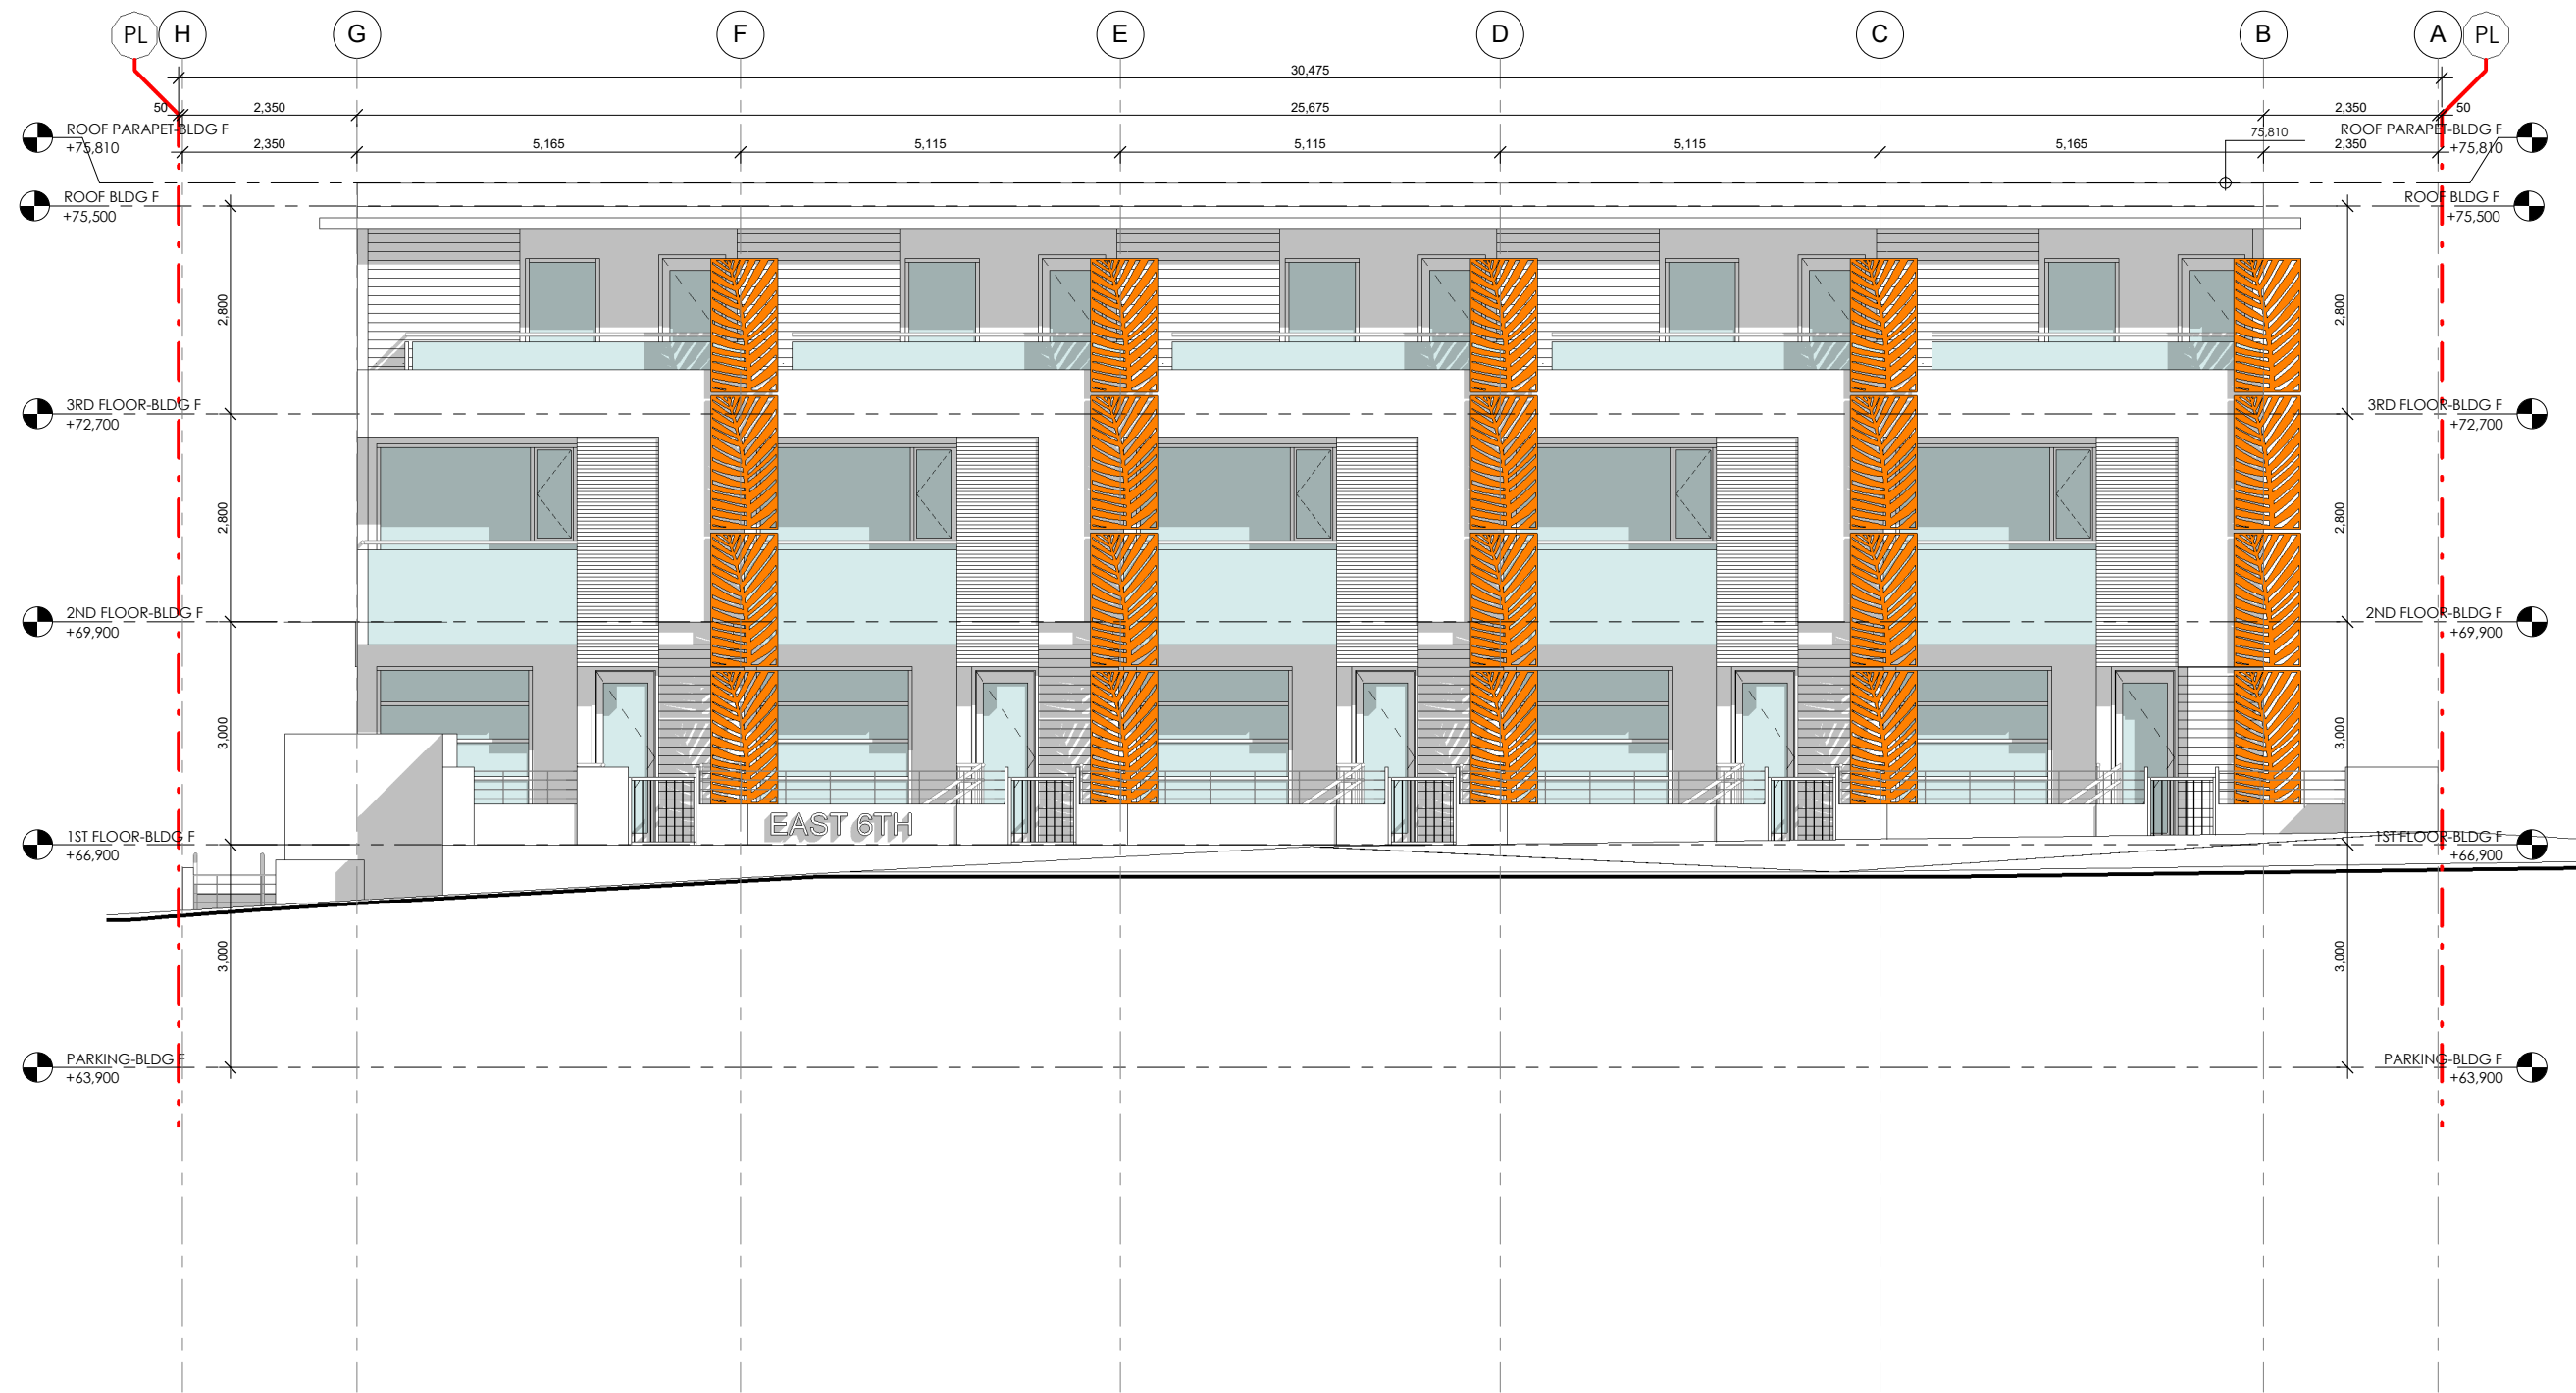 PL H G F E D C B A PL
30,475
50 2,350 25,675 2,350 50
ROOF PARAPET-BLDG F
+75,810
75,810
ROOF PARAPET-BLDG F
+75,810
2,350 5,165 5,115 5,115 5,115 5,165 2,350
ROOF BLDG F
+75,500
ROOF BLDG F
+75,500
2,800
2,800
3RD FLOOR-BLDG F
+72,700
3RD FLOOR-BLDG F
+72,700
2,800
2,800
2ND FLOOR-BLDG F
+69,900
2ND FLOOR-BLDG F
+69,900
3,000
3,000
EAST 6TH
1ST FLOOR-BLDG F
+66,900
1ST FLOOR-BLDG F
+66,900
3,000
3,000
PARKING-BLDG F
+63,900
PARKING-BLDG F
+63,900